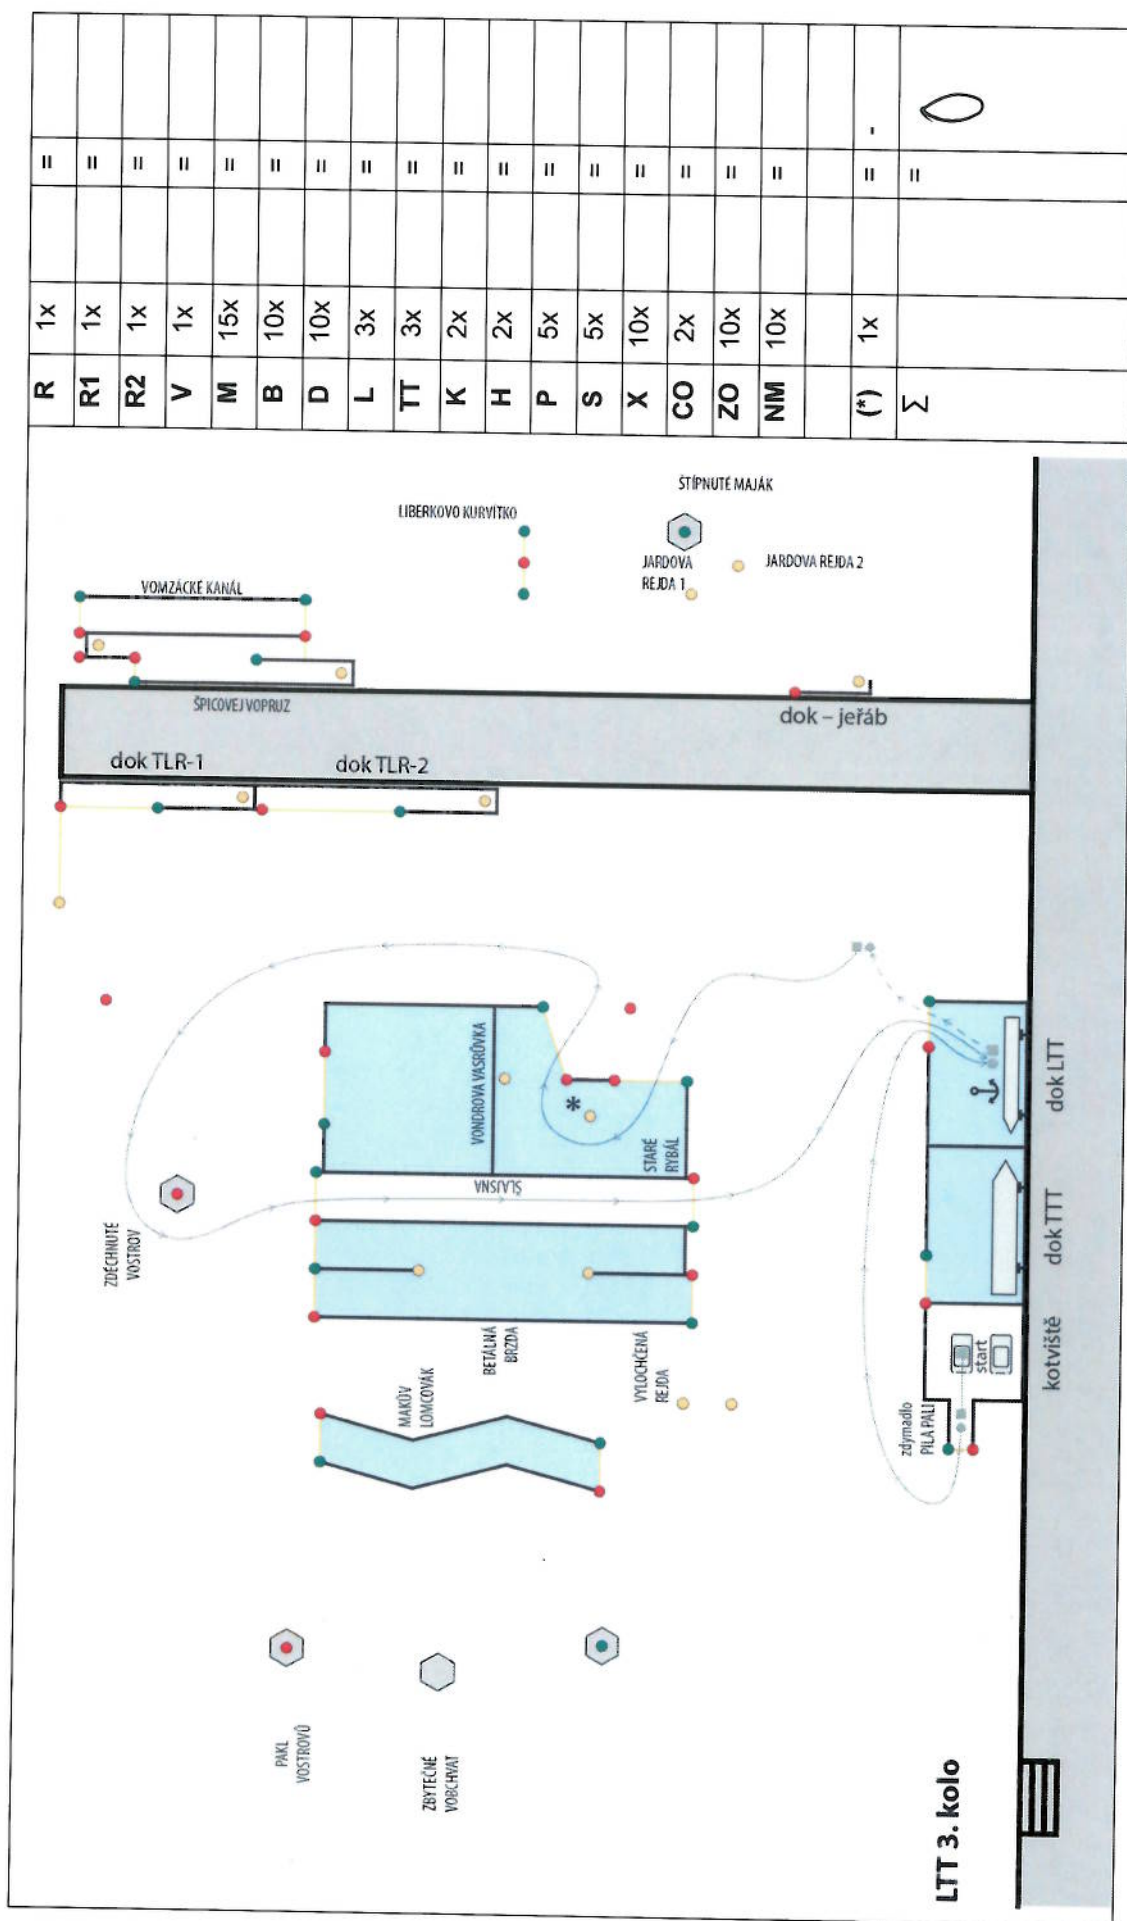 R 1x =
R1 1x =
R2 1x =
V 1x =
M 15x =
B 10x =
D 10x =
L 3x =
TT 3x =
K 2x =
H 2x =
P 5x =
S 5x =
X 10x =
CO 2x =
ZO 10x =
NM 10x =
(*) 1x = -
Σ = 0
VOMZÁCKÉ KANÁL
LIBERKOVO KURVÍTKO
ŠTÍPNUTÉ MAJÁK
JARDOVA
REJDA 1
JARDOVA REJDA 2
ŠPICOVEJ VOPRUZ
dok – jeřáb
dok TLR-1
dok TLR-2
ZDECHNUTÉ
VOSTROV
VONDROVA VASRŮVKA
*
STARÉ
RYBÁL
ŠLAJSNA
BETÁLNÁ
BRZDA
VYLOCHČENÁ
REJDA
MAKŮV
LOMCOVÁK
PAKL
VOSTROVŮ
ZBYTEČNÉ
VOBCHVAT
zdymadlo
PILA PALI
start
kotviště
dok TTT
dok LTT
LTT 3. kolo